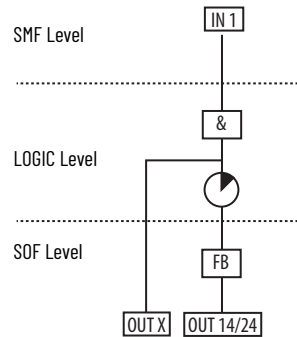 IN 1
SMF Level
&
LOGIC Level
SOF Level
FB
OUT X
OUT 14/24